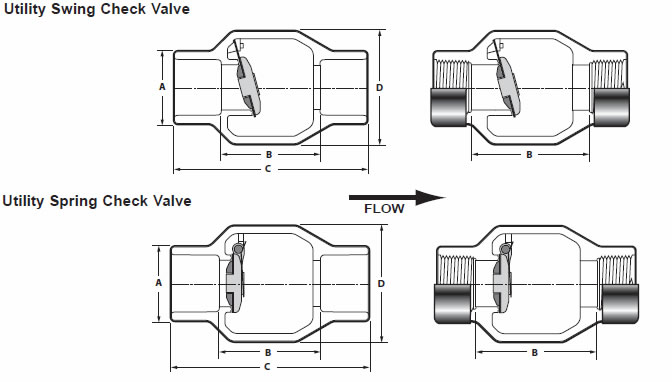 Utility Swing Check Valve
A
D
B
C
B
Utility Spring Check Valve
FLOW
A
D
B
C
B